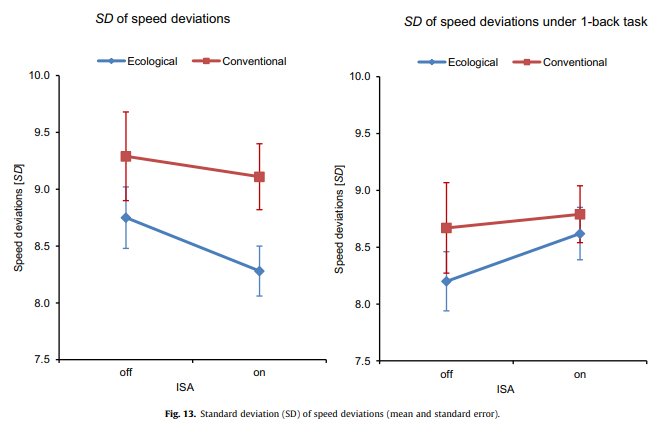 SD of speed deviations
Ecological Conventional
10.0
9.5
9.0
8.5
8.0
7.5
Speed deviations [SD]
off on
ISA
SD of speed deviations under 1-back task
Ecological Conventional
10.0
9.5
9.0
8.5
8.0
7.5
Speed deviations [SD]
off on
ISA
Fig. 13. Standard deviation (SD) of speed deviations (mean and standard error).